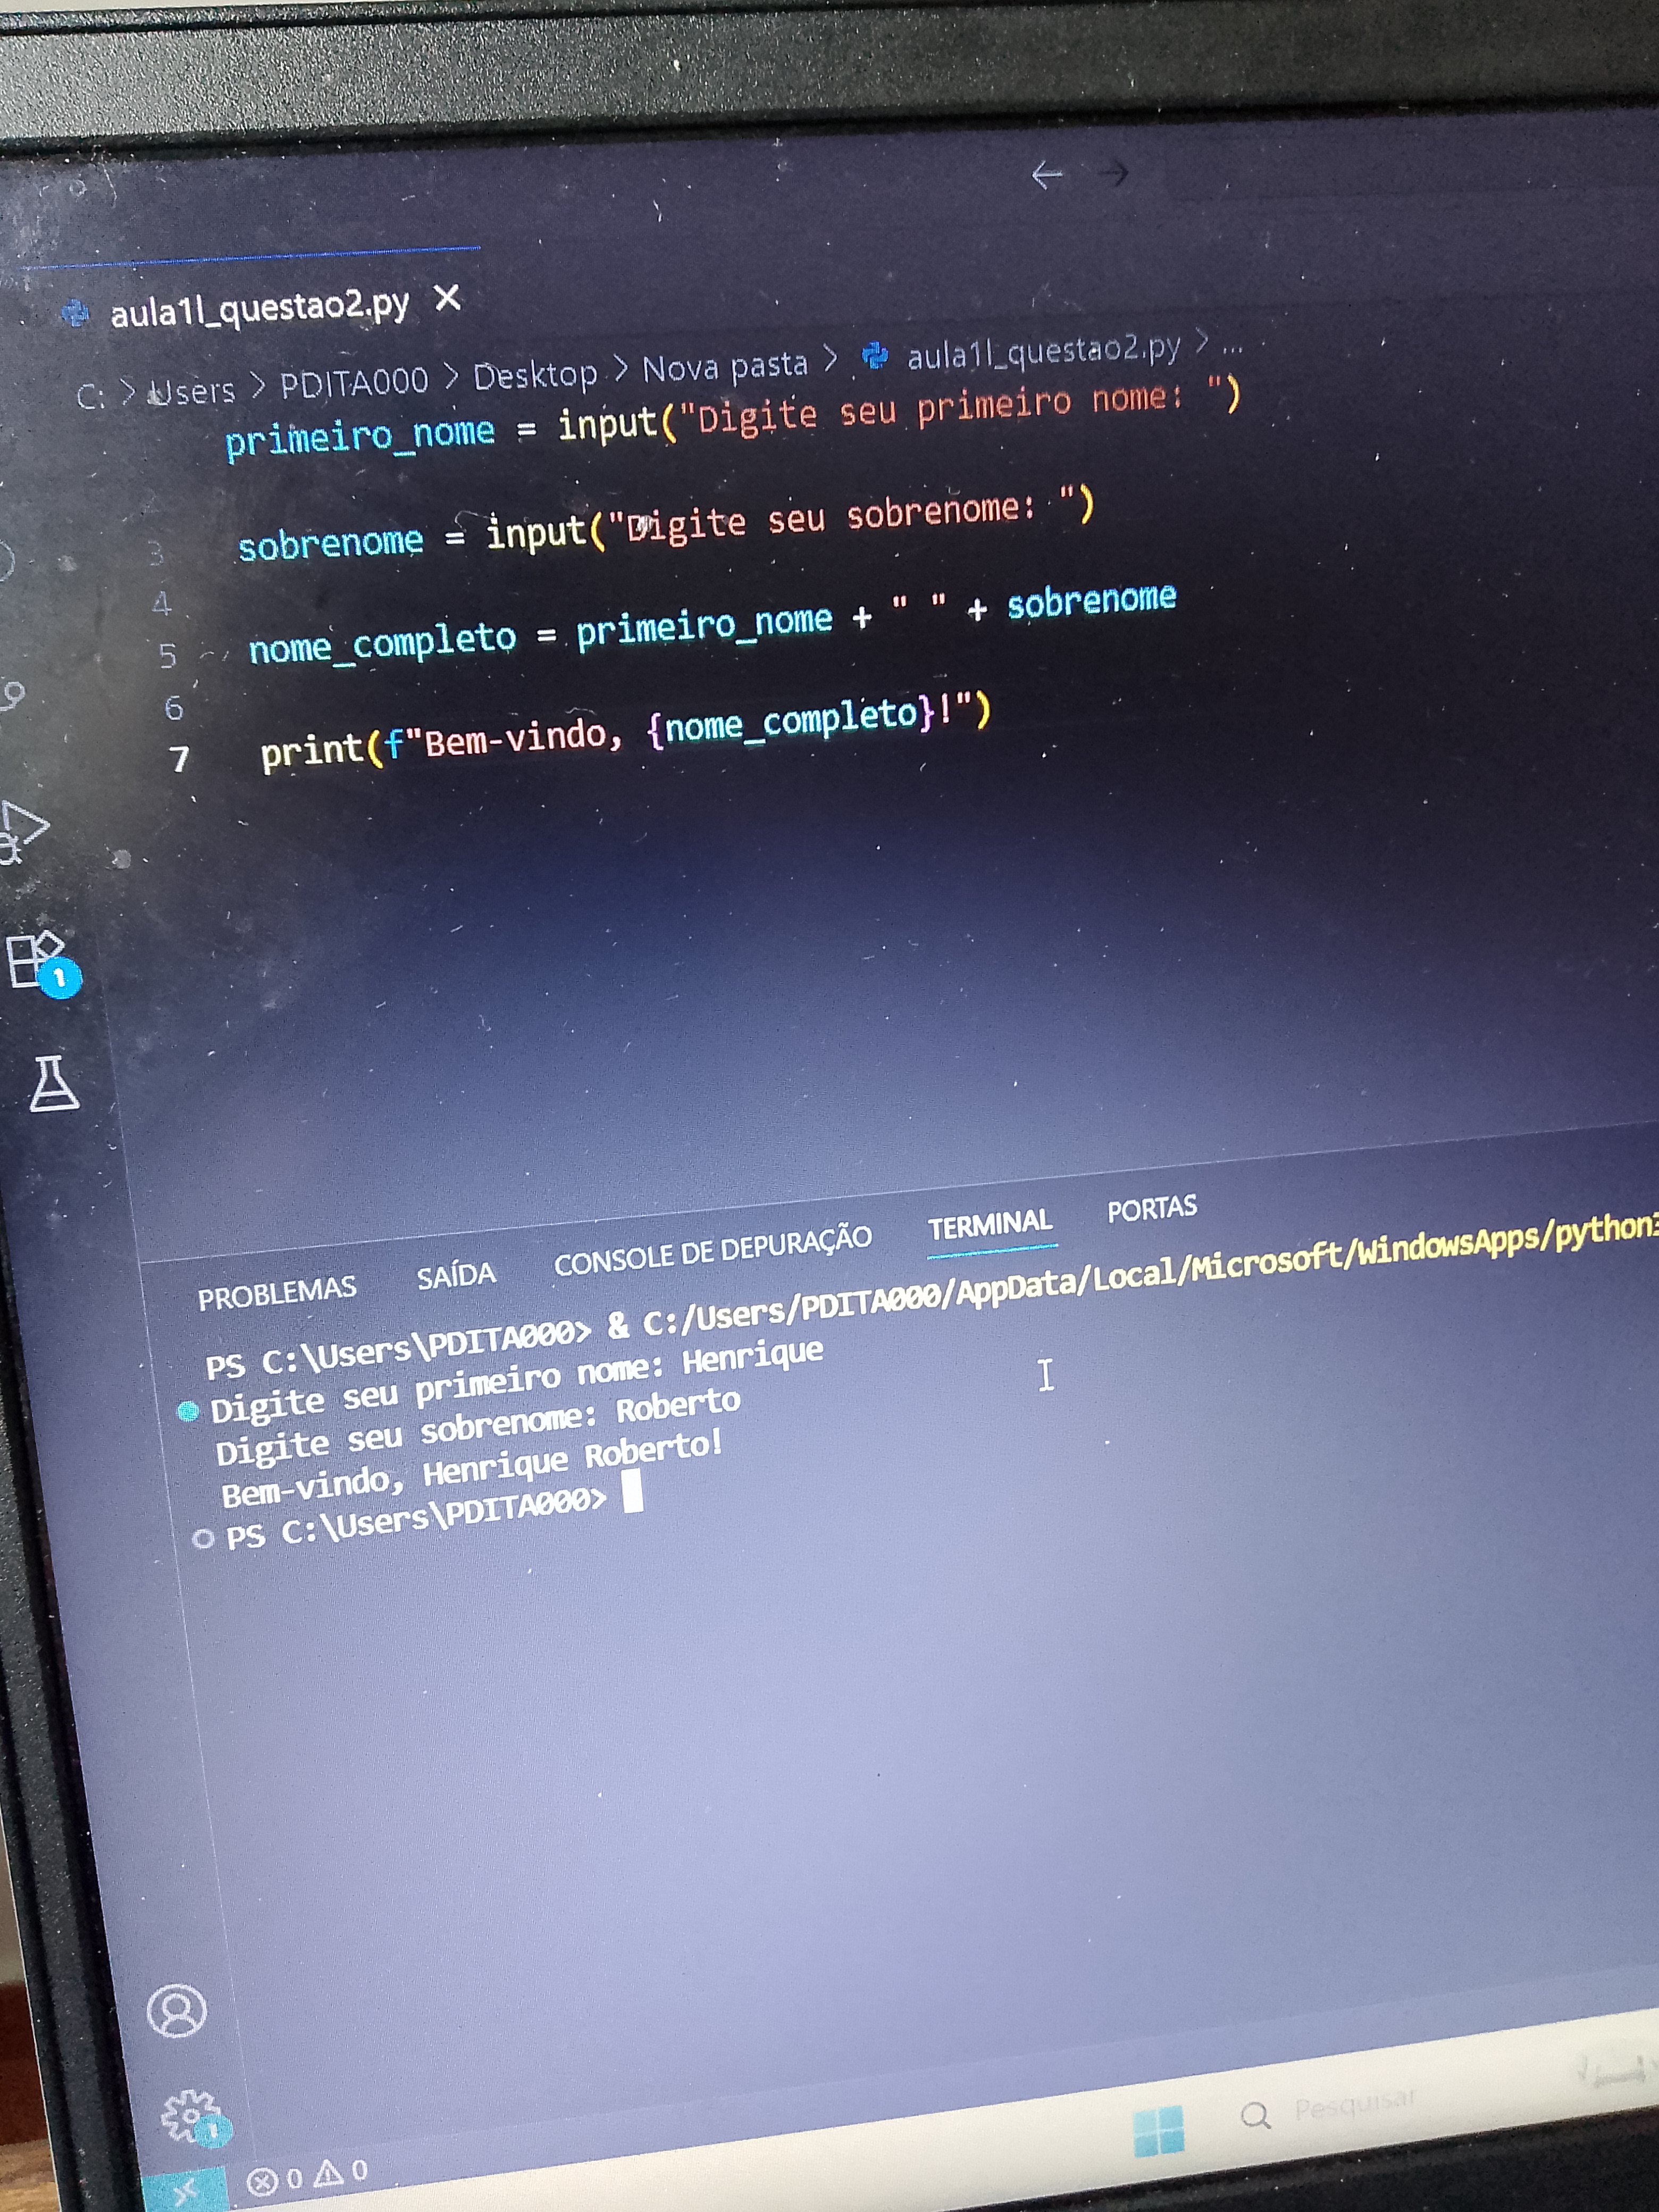 aula1l_questao2.py
C: > Users > PDITA000 > Desktop > Nova pasta > aula1l_questao2.py > ...
primeiro_nome = input("Digite seu primeiro nome: ")
3 sobrenome = input("Digite seu sobrenome: ")
4
5 nome_completo = primeiro_nome + " " + sobrenome
6
7 print(f"Bem-vindo, {nome_completo}!")
1
PROBLEMAS SAÍDA CONSOLE DE DEPURAÇÃO TERMINAL PORTAS
PS C:\Users\PDITA000> & C:/Users/PDITA000/AppData/Local/Microsoft/WindowsApps/python3
Digite seu primeiro nome: Henrique
Digite seu sobrenome: Roberto
Bem-vindo, Henrique Roberto!
PS C:\Users\PDITA000>
1
0 0
Pesquisar